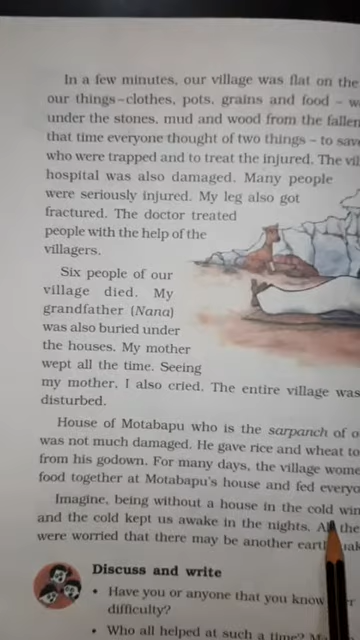 In a few minutes, our village was flat on the
our things–clothes, pots, grains and food –
under the stones, mud and wood from the fallen
that time everyone thought of two things – to
who were trapped and to treat the injured. The
hospital was also damaged. Many people
were seriously injured. My leg also got
fractured. The doctor treated
people with the help of the
villagers.
Six people of our
village died. My
grandfather (Nana)
was also buried under
the houses. My mother
wept all the time. Seeing
my mother, I also cried. The entire village was
disturbed.
House of Motabapu who is the sarpanch of
was not much damaged. He gave rice and wheat to
from his godown. For many days, the village
food together at Motabapu's house and fed
Imagine, being without a house in the cold
and the cold kept us awake in the nights. the
were worried that there may be another
Discuss and write
• Have you or anyone that you know
difficulty?
• Who all helped at such a time?